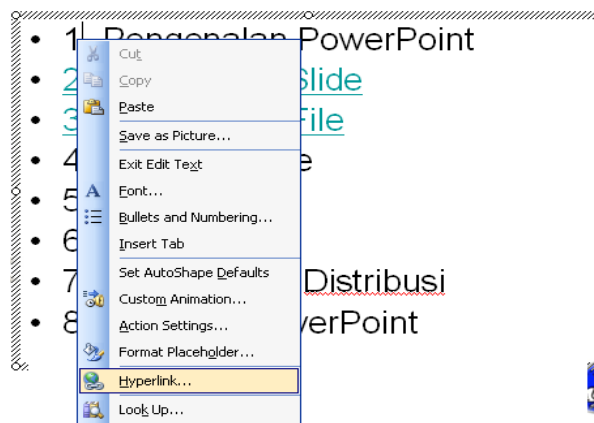 1. Pengenalan PowerPoint
2 Slide
3 File
4 e
5
6
7 Distribusi
8 verPoint
Cut
Copy
Paste
Save as Picture...
Exit Edit Text
Font...
Bullets and Numbering...
Insert Tab
Set AutoShape Defaults
Custom Animation...
Action Settings...
Format Placeholder...
Hyperlink...
Look Up...